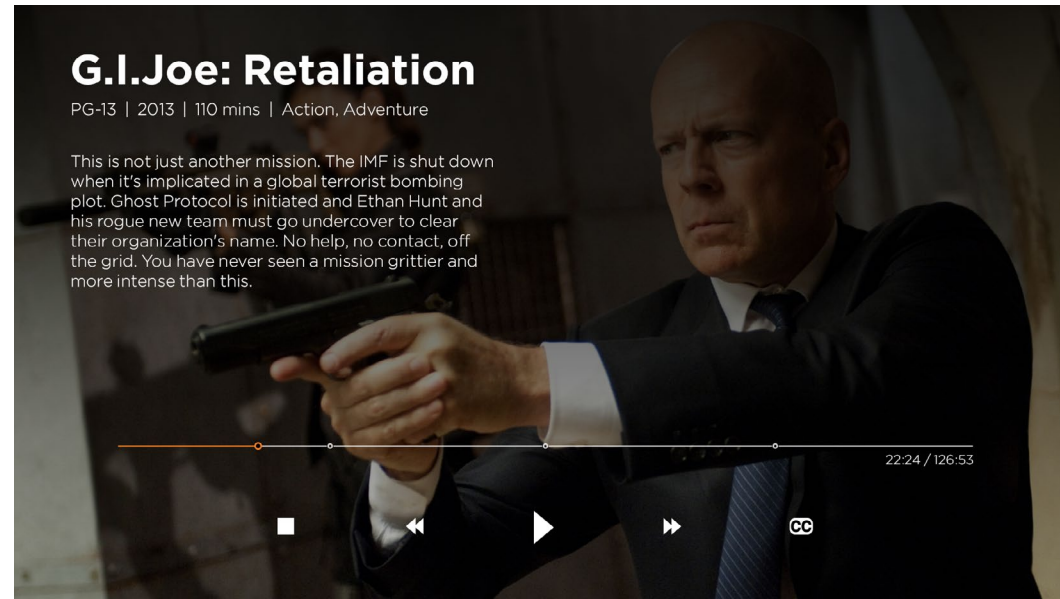 G.I.Joe: Retaliation
PG-13 | 2013 | 110 mins | Action, Adventure
This is not just another mission. The IMF is shut down
when it's implicated in a global terrorist bombing
plot. Ghost Protocol is initiated and Ethan Hunt and
his rogue new team must go undercover to clear
their organization's name. No help, no contact, off
the grid. You have never seen a mission grittier and
more intense than this.
22:24 / 126:53
CC